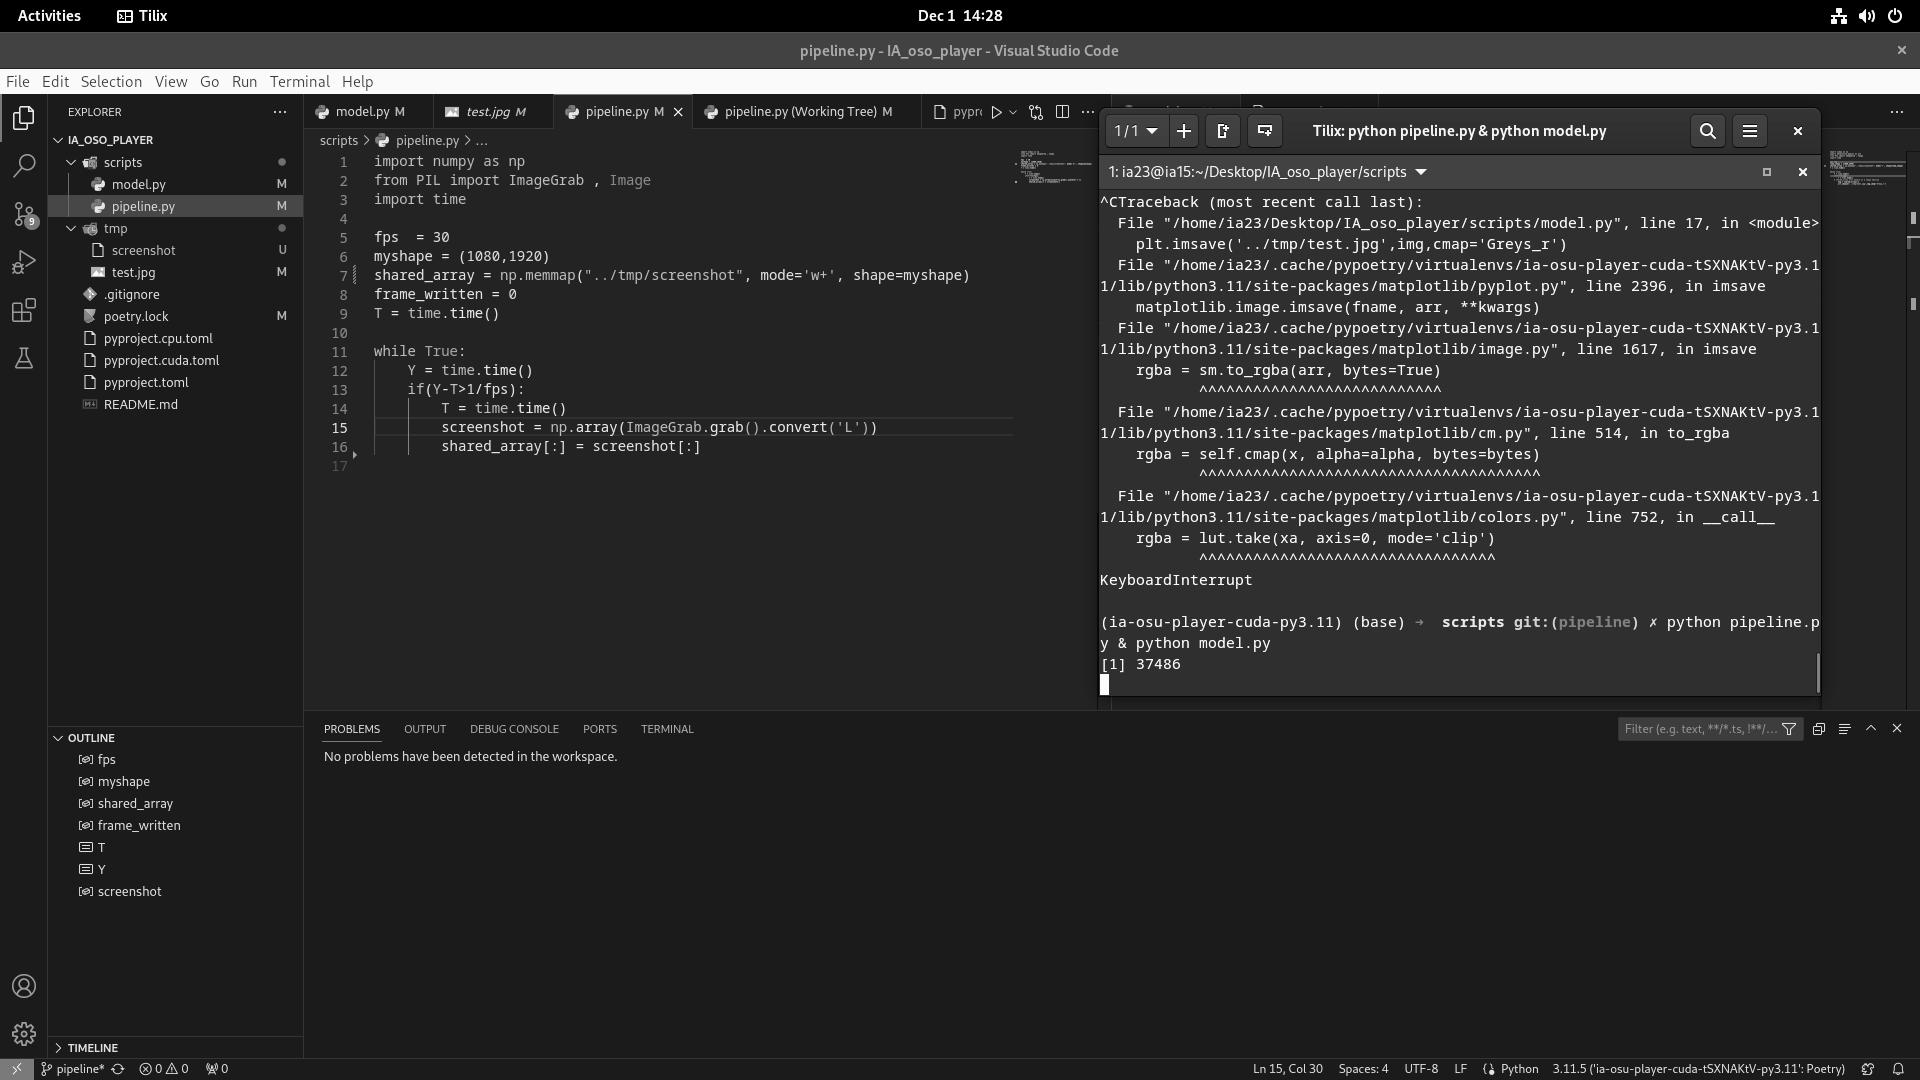 Activities
Tilix
Dec 1 14:28
pipeline.py - IA_oso_player - Visual Studio Code
File Edit Selection View Go Run Terminal Help
EXPLORER
IA_OSO_PLAYER
scripts
model.py M
pipeline.py M
tmp
screenshot U
test.jpg M
.gitignore
poetry.lock M
pyproject.cpu.toml
pyproject.cuda.toml
pyproject.toml
README.md
9
OUTLINE
fps
myshape
shared_array
frame_written
T
Y
screenshot
TIMELINE
model.py M
test.jpg M
pipeline.py M
pipeline.py (Working Tree) M
scripts > pipeline.py > ...
1 import numpy as np
2 from PIL import ImageGrab , Image
3 import time
4
5 fps  = 30
6 myshape = (1080,1920)
7 shared_array = np.memmap("../tmp/screenshot", mode='w+', shape=myshape)
8 frame_written = 0
9 T = time.time()
10
11 while True:
12     Y = time.time()
13     if(Y-T>1/fps):
14         T = time.time()
15         screenshot = np.array(ImageGrab.grab().convert('L'))
16         shared_array[:] = screenshot[:]
17
1/1
Tilix: python pipeline.py & python model.py
1: ia23@ia15:~/Desktop/IA_oso_player/scripts
^CTraceback (most recent call last):
  File "/home/ia23/Desktop/IA_oso_player/scripts/model.py", line 17, in <module>
    plt.imsave('../tmp/test.jpg',img,cmap='Greys_r')
  File "/home/ia23/.cache/pypoetry/virtualenvs/ia-osu-player-cuda-tSXNAKtV-py3.1
1/lib/python3.11/site-packages/matplotlib/pyplot.py", line 2396, in imsave
    matplotlib.image.imsave(fname, arr, **kwargs)
  File "/home/ia23/.cache/pypoetry/virtualenvs/ia-osu-player-cuda-tSXNAKtV-py3.1
1/lib/python3.11/site-packages/matplotlib/image.py", line 1617, in imsave
    rgba = sm.to_rgba(arr, bytes=True)
           ^^^^^^^^^^^^^^^^^^^^^^^^^^^
  File "/home/ia23/.cache/pypoetry/virtualenvs/ia-osu-player-cuda-tSXNAKtV-py3.1
1/lib/python3.11/site-packages/matplotlib/cm.py", line 514, in to_rgba
    rgba = self.cmap(x, alpha=alpha, bytes=bytes)
           ^^^^^^^^^^^^^^^^^^^^^^^^^^^^^^^^^^^^^^
  File "/home/ia23/.cache/pypoetry/virtualenvs/ia-osu-player-cuda-tSXNAKtV-py3.1
1/lib/python3.11/site-packages/matplotlib/colors.py", line 752, in __call__
    rgba = lut.take(xa, axis=0, mode='clip')
           ^^^^^^^^^^^^^^^^^^^^^^^^^^^^^^^^^
KeyboardInterrupt
(ia-osu-player-cuda-py3.11) (base) ➜  scripts git:(pipeline) ✗ python pipeline.p
y & python model.py
[1] 37486
PROBLEMS OUTPUT DEBUG CONSOLE PORTS TERMINAL
Filter (e.g. text, **/*.ts, !**/...
No problems have been detected in the workspace.
pipeline* 0 0 0
Ln 15, Col 30 Spaces: 4 UTF-8 LF Python 3.11.5 ('ia-osu-player-cuda-tSXNAKtV-py3.11': Poetry)